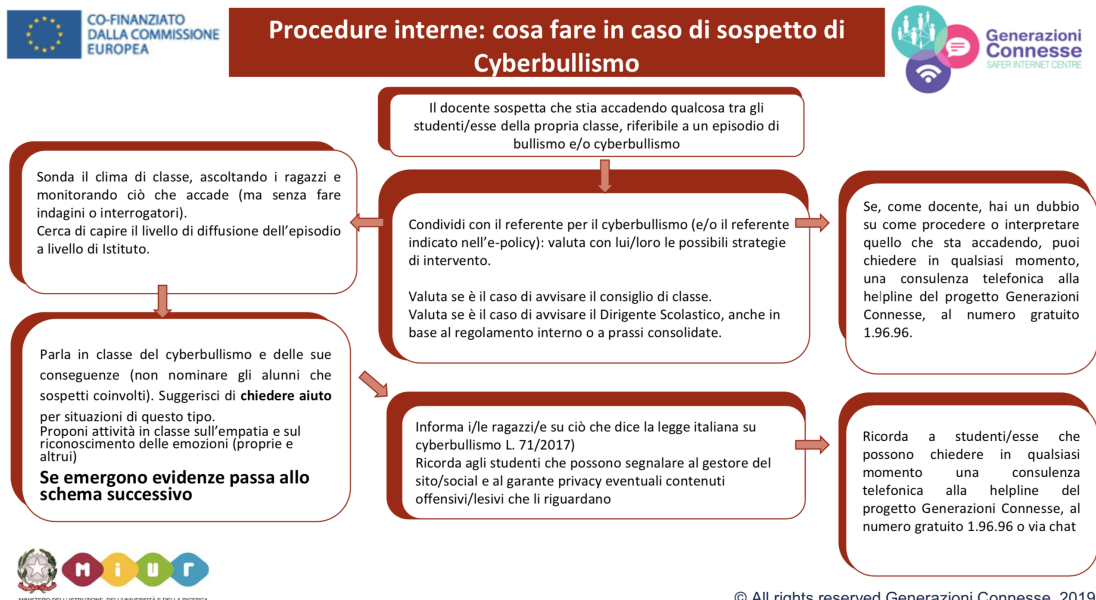 CO-FINANZIATO
DALLA COMMISSIONE
EUROPEA
Procedure interne: cosa fare in caso di sospetto di
Cyberbullismo
Generazioni
Connesse
SAFER INTERNET CENTRE
Il docente sospetta che stia accadendo qualcosa tra gli
studenti/esse della propria classe, riferibile a un episodio di
bullismo e/o cyberbullismo
Sonda il clima di classe, ascoltando i ragazzi e
monitorando ciò che accade (ma senza fare
indagini o interrogatori).
Cerca di capire il livello di diffusione dell'episodio
a livello di Istituto.
Condividi con il referente per il cyberbullismo (e/o il referente
indicato nell'e-policy): valuta con lui/loro le possibili strategie
di intervento.
Valuta se è il caso di avvisare il consiglio di classe.
Valuta se è il caso di avvisare il Dirigente Scolastico, anche in
base al regolamento interno o a prassi consolidate.
Se, come docente, hai un dubbio
su come procedere o interpretare
quello che sta accadendo, puoi
chiedere in qualsiasi momento,
una consulenza telefonica alla
helpline del progetto Generazioni
Connesse, al numero gratuito
1.96.96.
Parla in classe del cyberbullismo e delle sue
conseguenze (non nominare gli alunni che
sospetti coinvolti). Suggerisci di chiedere aiuto
per situazioni di questo tipo.
Proponi attività in classe sull'empatia e sul
riconoscimento delle emozioni (proprie e
altrui)
Se emergono evidenze passa allo
schema successivo
Informa i/le ragazzi/e su ciò che dice la legge italiana su
cyberbullismo L. 71/2017)
Ricorda agli studenti che possono segnalare al gestore del
sito/social e al garante privacy eventuali contenuti
offensivi/lesivi che li riguardano
Ricorda a studenti/esse che
possono chiedere in qualsiasi
momento una consulenza
telefonica alla helpline del
progetto Generazioni Connesse, al
numero gratuito 1.96.96 o via chat
MIUR
MINISTERO DELL'ISTRUZIONE, DELL'UNIVERSITÀ E DELLA RICERCA
© All rights reserved Generazioni Connesse, 2019